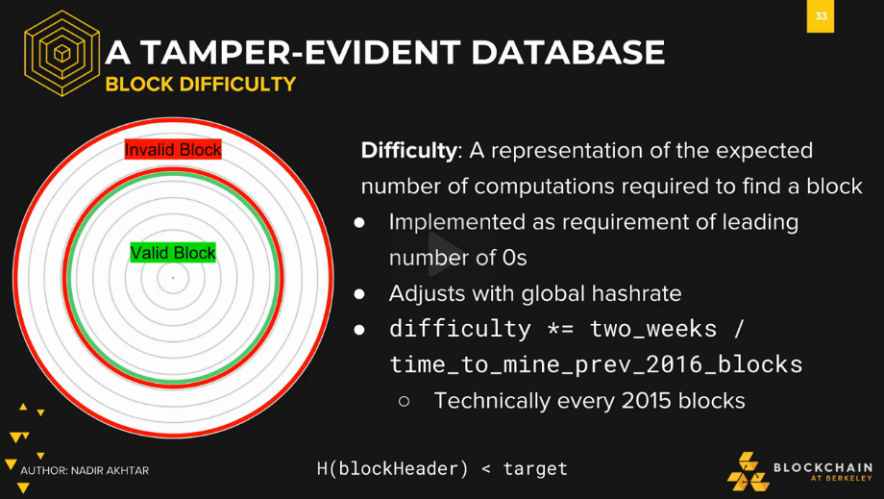 33
A TAMPER-EVIDENT DATABASE
BLOCK DIFFICULTY
Invalid Block
Valid Block
Difficulty: A representation of the expected
number of computations required to find a block
● Implemented as requirement of leading
number of 0s
● Adjusts with global hashrate
● difficulty *= two_weeks /
time_to_mine_prev_2016_blocks
○ Technically every 2015 blocks
AUTHOR: NADIR AKHTAR
H(blockHeader) < target
BLOCKCHAIN
AT BERKELEY